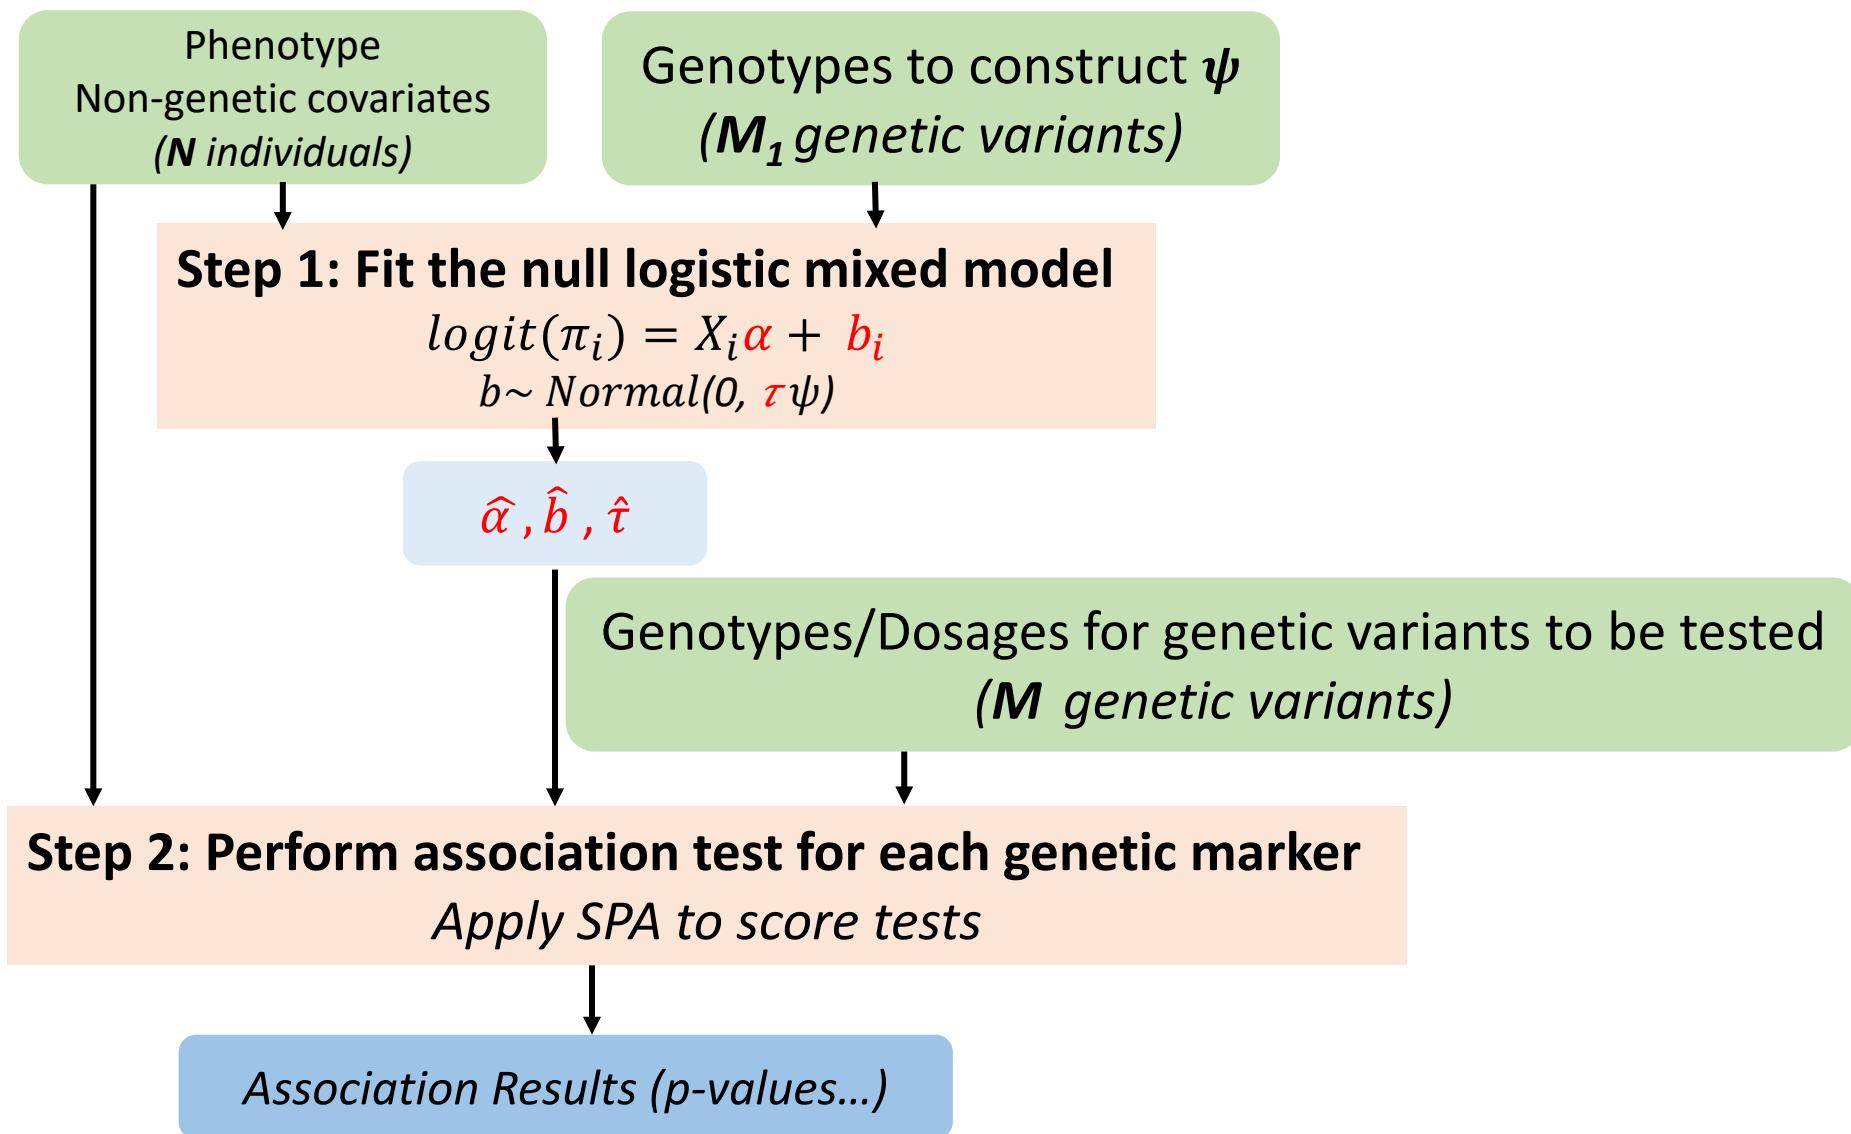 Phenotype
Non-genetic covariates
(N individuals)
Genotypes to construct ψ
(M₁ genetic variants)
Step 1: Fit the null logistic mixed model
logit(πᵢ) = Xᵢα + bᵢ
b~ Normal(0, τψ)
α̂ , b̂ , τ̂
Genotypes/Dosages for genetic variants to be tested
(M genetic variants)
Step 2: Perform association test for each genetic marker
Apply SPA to score tests
Association Results (p-values...)